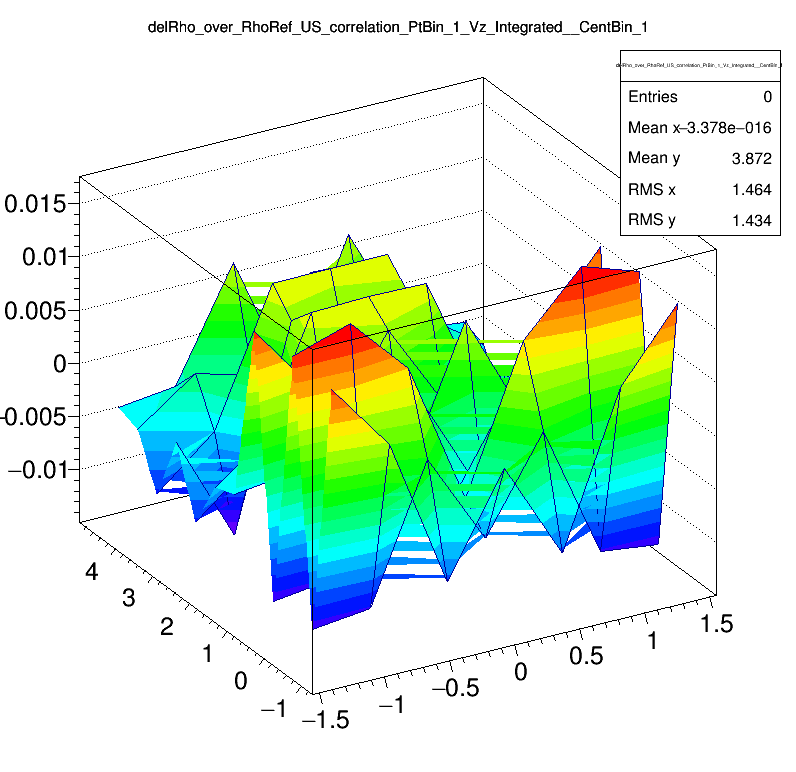 delRho_over_RhoRef_US_correlation_PtBin_1_Vz_Integrated__CentBin_1
delRho_over_RhoRef_US_correlation_PtBin_1_Vz_Integrated__CentBin_1
Entries 0
Mean x −3.378e−016
Mean y 3.872
RMS x 1.464
RMS y 1.434
0.015
0.01
0.005
0
−0.005
−0.01
4
3
2
1
0
−1
−1.5
−1
−0.5
0
0.5
1
1.5